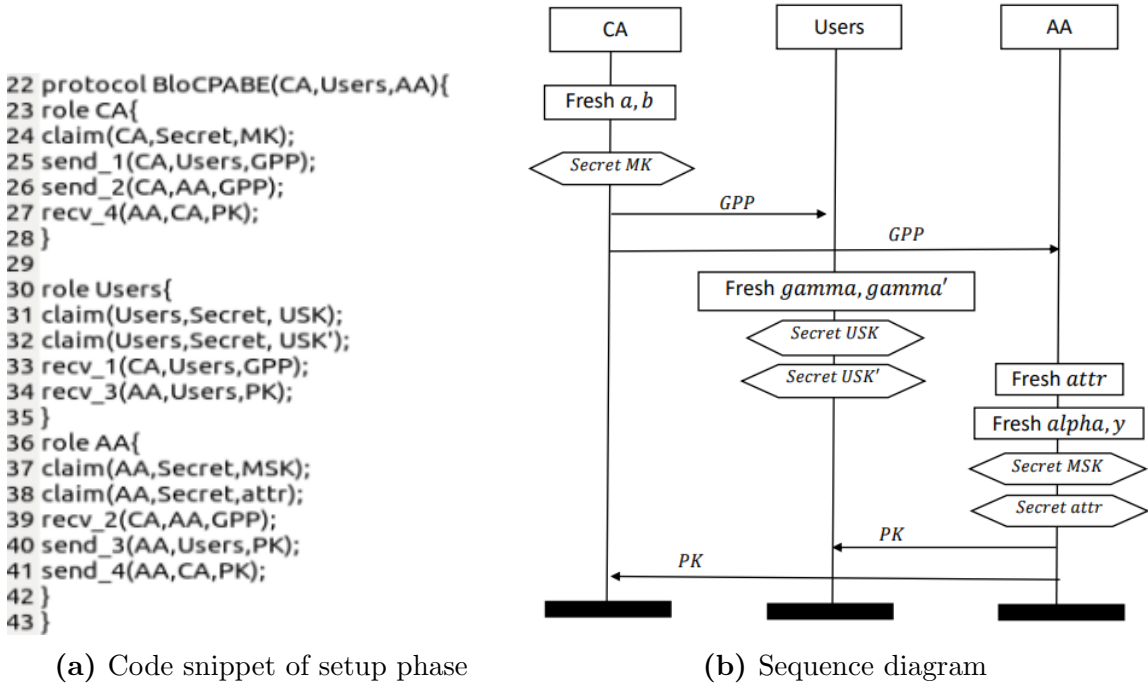 22 protocol BloCPABE(CA,Users,AA){
23 role CA{
24 claim(CA,Secret,MK);
25 send_1(CA,Users,GPP);
26 send_2(CA,AA,GPP);
27 recv_4(AA,CA,PK);
28 }
29
30 role Users{
31 claim(Users,Secret, USK);
32 claim(Users,Secret, USK');
33 recv_1(CA,Users,GPP);
34 recv_3(AA,Users,PK);
35 }
36 role AA{
37 claim(AA,Secret,MSK);
38 claim(AA,Secret,attr);
39 recv_2(CA,AA,GPP);
40 send_3(AA,Users,PK);
41 send_4(AA,CA,PK);
42 }
43 }
(a) Code snippet of setup phase
CA
Users
AA
Fresh a, b
Secret MK
GPP
GPP
Fresh gamma, gamma′
Secret USK
Secret USK′
Fresh attr
Fresh alpha, y
Secret MSK
Secret attr
PK
PK
(b) Sequence diagram